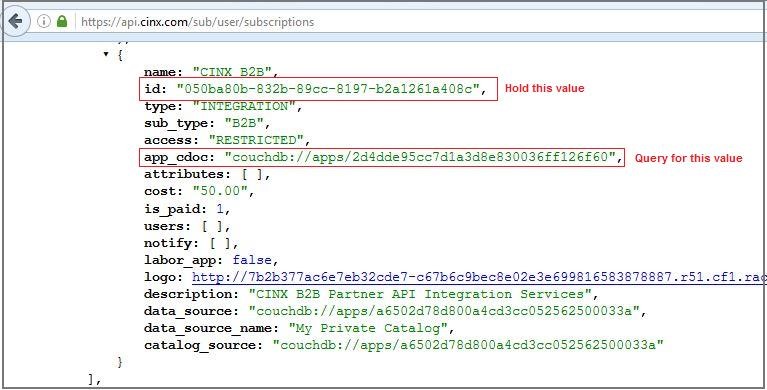 https://api.cinx.com/sub/user/subscriptions
},
{
name: "CINX B2B",
id: "050ba80b-832b-89cc-8197-b2a1261a408c", Hold this value
type: "INTEGRATION",
sub_type: "B2B",
access: "RESTRICTED",
app_cdoc: "couchdb://apps/2d4dde95cc7d1a3d8e830036ff126f60", Query for this value
attributes: [ ],
cost: "50.00",
is_paid: 1,
users: [ ],
notify: [ ],
labor_app: false,
logo: http://7b2b377ac6e7eb32cde7-c67b6c9bec8e02e3e699816583878887.r51.cf1.rac
description: "CINX B2B Partner API Integration Services",
data_source: "couchdb://apps/a6502d78d800a4cd3cc052562500033a",
data_source_name: "My Private Catalog",
catalog_source: "couchdb://apps/a6502d78d800a4cd3cc052562500033a"
}
],